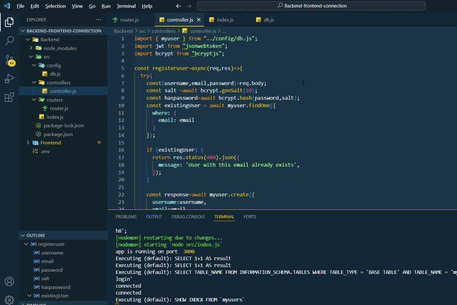 File Edit Selection View Go Run Terminal Help
Backend-frontend-connection
EXPLORER
BACKEND-FRONTEND-CONNECTION
Backend
node_modules
src
config
db.js
controllers
controller.js
routers
router.js
index.js
package-lock.json
package.json
Frontend
.env
OUTLINE
registeruser
username
email
password
salt
haspassword
existingUser
router.js
controller.js
index.js
db.js
Backend > src > controllers > controller.js > ...
import { myuser } from "../config/db.js";
import jwt from "jsonwebtoken";
import bcrypt from "bcryptjs";
const registeruser=async(req,res)=>{
try{
const{username,email,password}=req.body;
const salt =await bcrypt.genSalt(10);
const haspassword=await bcrypt.hash(password,salt);
const existingUser = await myuser.findOne({
where: {
email: email
}
});
if (existingUser) {
return res.status(400).json({
message: 'User with this email already exists',
});
}
const response=await myuser.create({
username:username,
email:email,
PROBLEMS OUTPUT DEBUG CONSOLE TERMINAL PORTS
[nodemon] restarting due to changes...
[nodemon] starting `node src/index.js`
app is running on port 3000
Executing (default): SELECT 1+1 AS result
Executing (default): SELECT 1+1 AS result
Executing (default): SELECT TABLE_NAME FROM INFORMATION_SCHEMA.TABLES WHERE TABLE_TYPE = 'BASE TABLE' AND TABLE_NAME =
login'
connected
connected
Executing (default): SHOW INDEX FROM `myusers`